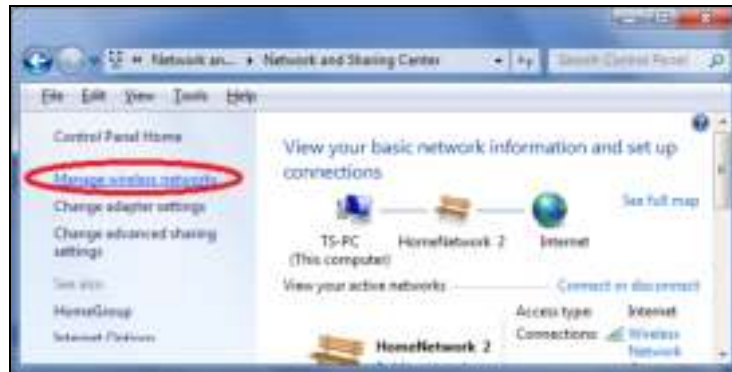 Network an... Network and Sharing Center
Search Control Panel
File Edit View Tools Help
Control Panel Home
Manage wireless networks
Change adapter settings
Change advanced sharing
settings
See also
HomeGroup
Internet Options
View your basic network information and set up
connections
See full map
TS-PC
(This computer)
HomeNetwork 2
Internet
View your active networks
Connect or disconnect
HomeNetwork 2
Access type: Internet
Connections: Wireless
Network